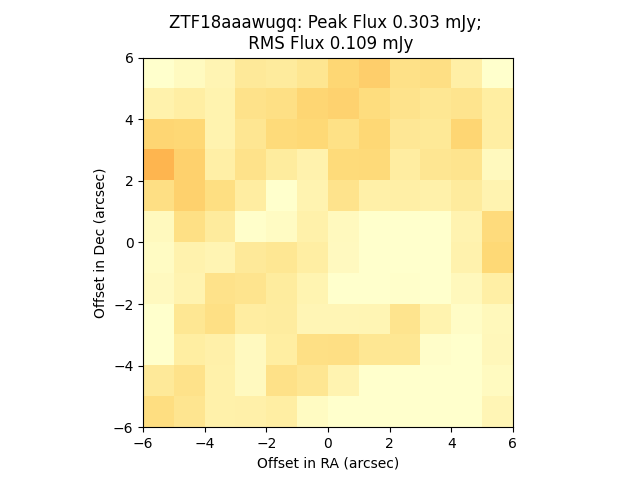 ZTF18aaawugq: Peak Flux 0.303 mJy;
RMS Flux 0.109 mJy
6
4
2
0
−2
−4
−6
Offset in Dec (arcsec)
−6 −4 −2 0 2 4 6
Offset in RA (arcsec)